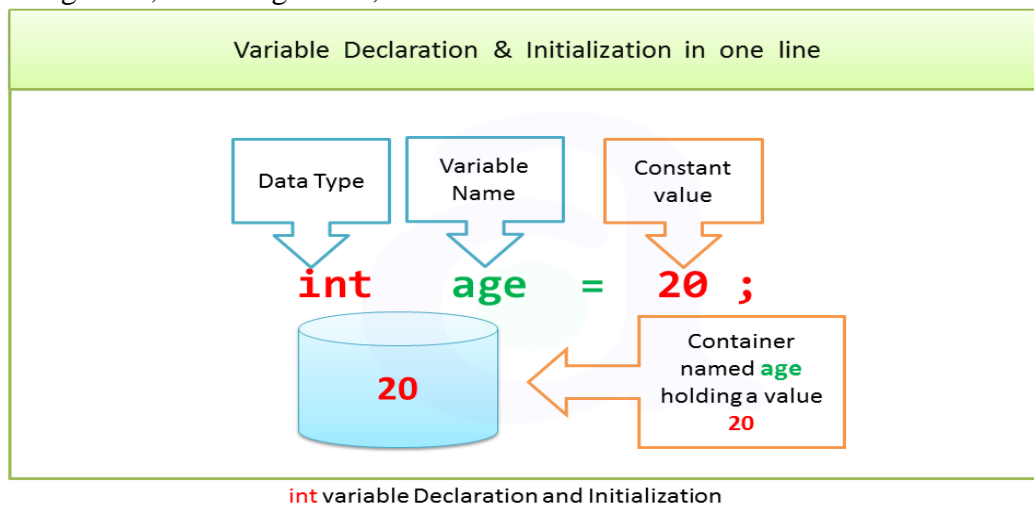 Variable Declaration & Initialization in one line
Data Type
Variable
Name
Constant
value
int age = 20 ;
20
Container
named age
holding a value
20
int variable Declaration and Initialization